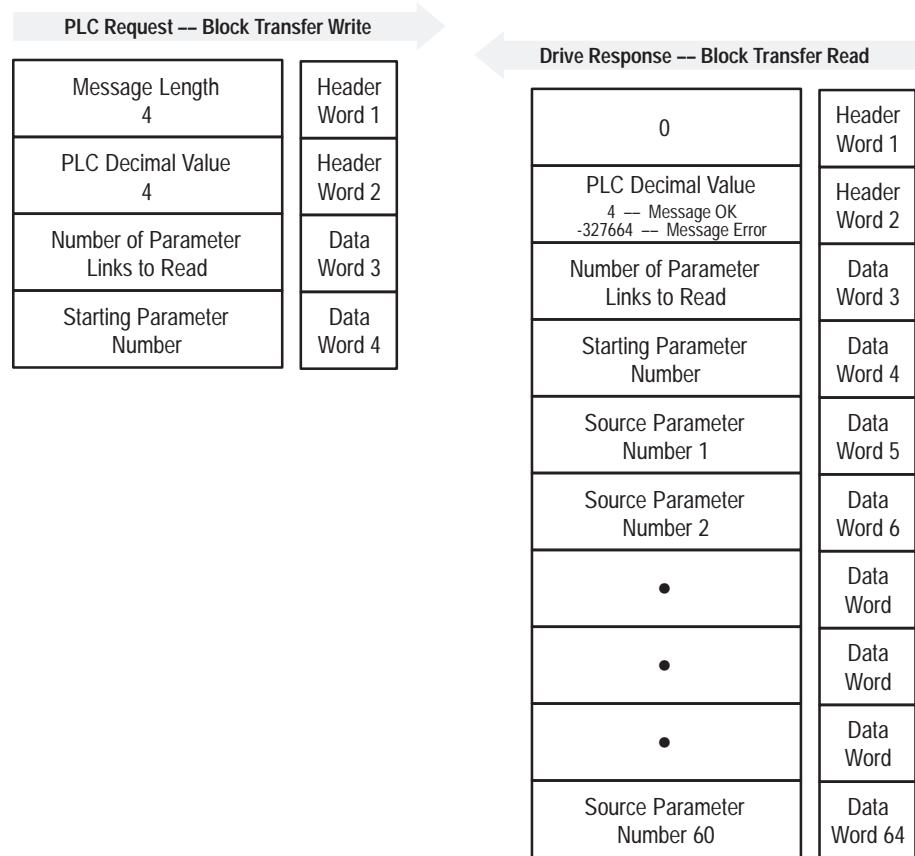 PLC Request –– Block Transfer Write
Message Length
4
Header
Word 1
PLC Decimal Value
4
Header
Word 2
Number of Parameter
Links to Read
Data
Word 3
Starting Parameter
Number
Data
Word 4
Drive Response –– Block Transfer Read
0
Header
Word 1
PLC Decimal Value
4 –– Message OK
-327664 –– Message Error
Header
Word 2
Number of Parameter
Links to Read
Data
Word 3
Starting Parameter
Number
Data
Word 4
Source Parameter
Number 1
Data
Word 5
Source Parameter
Number 2
Data
Word 6
•
Data
Word
•
Data
Word
•
Data
Word
Source Parameter
Number 60
Data
Word 64